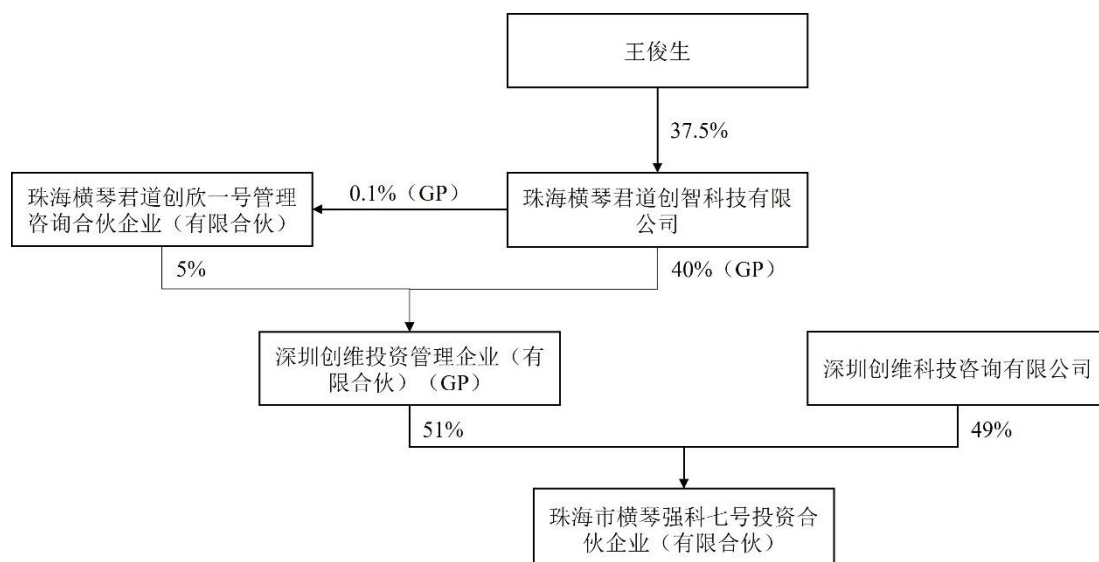 王俊生
37.5%
珠海横琴君道创欣一号管理
咨询合伙企业（有限合伙）
0.1%（GP）
珠海横琴君道创智科技有限
公司
5%
40%（GP）
深圳创维投资管理企业（有
限合伙）（GP）
深圳创维科技咨询有限公司
51%
49%
珠海市横琴强科七号投资合
伙企业（有限合伙）